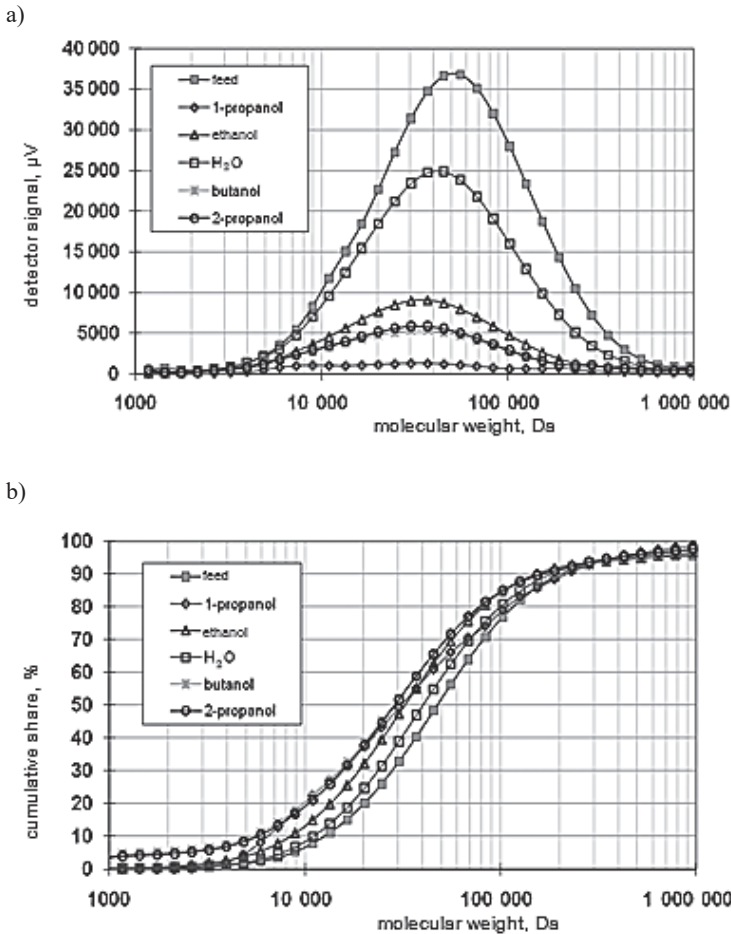 a)
40 000
35 000
30 000
25 000
20 000
15 000
10 000
5000
0
detector signal, µV
feed
1-propanol
ethanol
H₂O
butanol
2-propanol
1000
10 000
100 000
1 000 000
molecular weight, Da
b)
100
90
80
70
60
50
40
30
20
10
0
cumulative share, %
feed
1-propanol
ethanol
H₂O
butanol
2-propanol
1000
10 000
100 000
1 000 000
molecular weight, Da